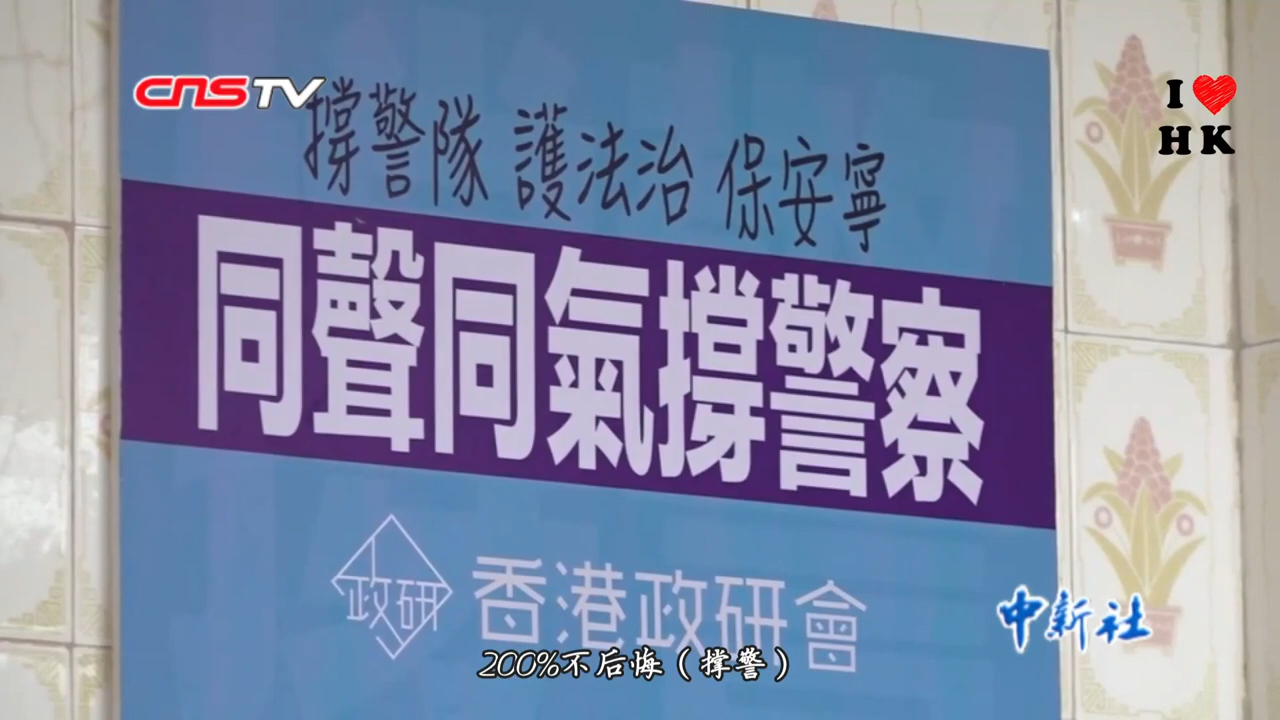 CNSTV
I ❤
HK
撐警隊 護法治 保安寧
同聲同氣撐警察
政研 香港政研會
中新社
200%不后悔（撑警）